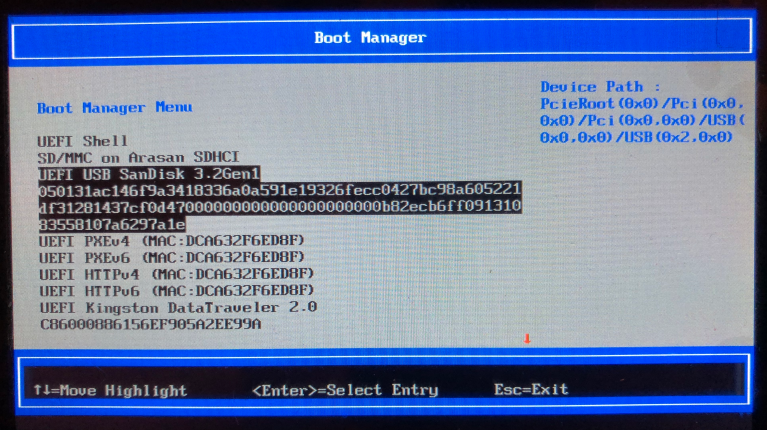 Boot Manager
Boot Manager Menu
UEFI Shell
SD/MMC on Arasan SDHCI
UEFI USB SanDisk 3.2Gen1
050131ac146f9a3418336a0a591e19326fecc0427bc98a605221
df31281437cf0d47000000000000000000000b82ecb6ff091310
83558107a6297a1e
UEFI PXEv4 (MAC:DCA632F6ED8F)
UEFI PXEv6 (MAC:DCA632F6ED8F)
UEFI HTTPv4 (MAC:DCA632F6ED8F)
UEFI HTTPv6 (MAC:DCA632F6ED8F)
UEFI Kingston DataTraveler 2.0
C86000886156EF905A2EE99A
Device Path :
PcieRoot(0x0)/Pci(0x0,
0x0)/Pci(0x0,0x0)/USB(
0x0,0x0)/USB(0x2,0x0)
↓
↑↓=Move Highlight
<Enter>=Select Entry
Esc=Exit